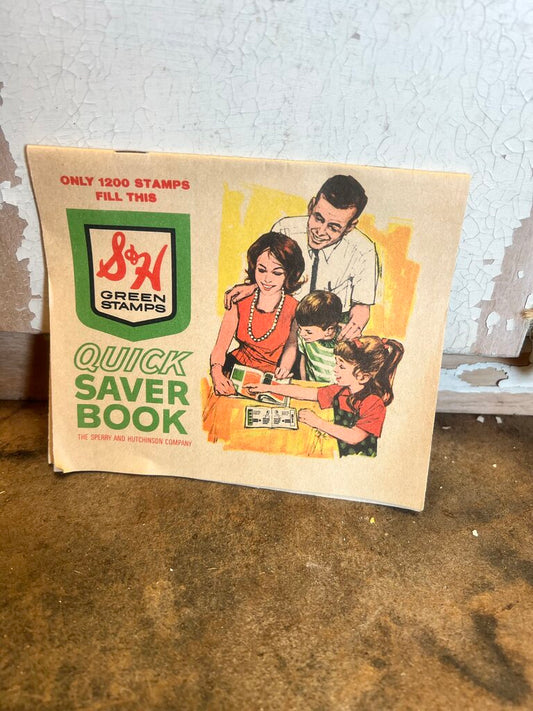 ONLY 1200 STAMPS
FILL THIS
S&H
GREEN
STAMPS
QUICK
SAVER
BOOK
THE SPERRY AND HUTCHINSON COMPANY